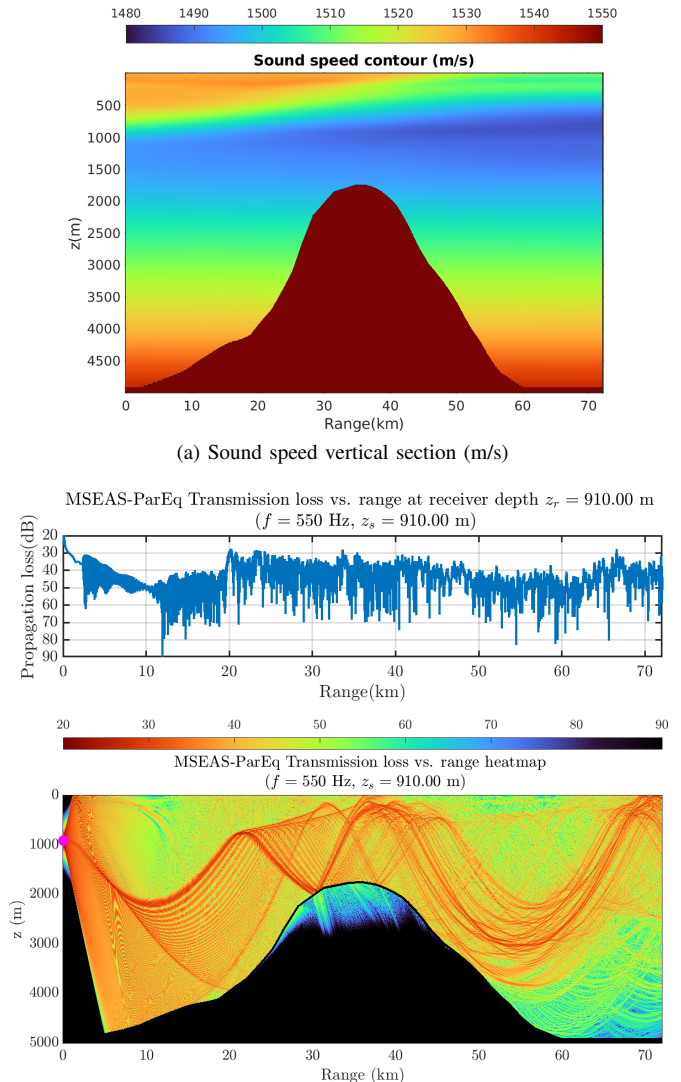 1480 1490 1500 1510 1520 1530 1540 1550
Sound speed contour (m/s)
500
1000
1500
2000
2500
3000
3500
4000
4500
z(m)
0 10 20 30 40 50 60 70
Range(km)
(a) Sound speed vertical section (m/s)
MSEAS-ParEq Transmission loss vs. range at receiver depth zᵣ = 910.00 m
(f = 550 Hz, zₛ = 910.00 m)
20
30
40
50
60
70
80
90
Propagation loss(dB)
0 10 20 30 40 50 60 70
Range(km)
20 30 40 50 60 70 80 90
MSEAS-ParEq Transmission loss vs. range heatmap
(f = 550 Hz, zₛ = 910.00 m)
0
1000
2000
3000
4000
5000
z (m)
0 10 20 30 40 50 60 70
Range (km)